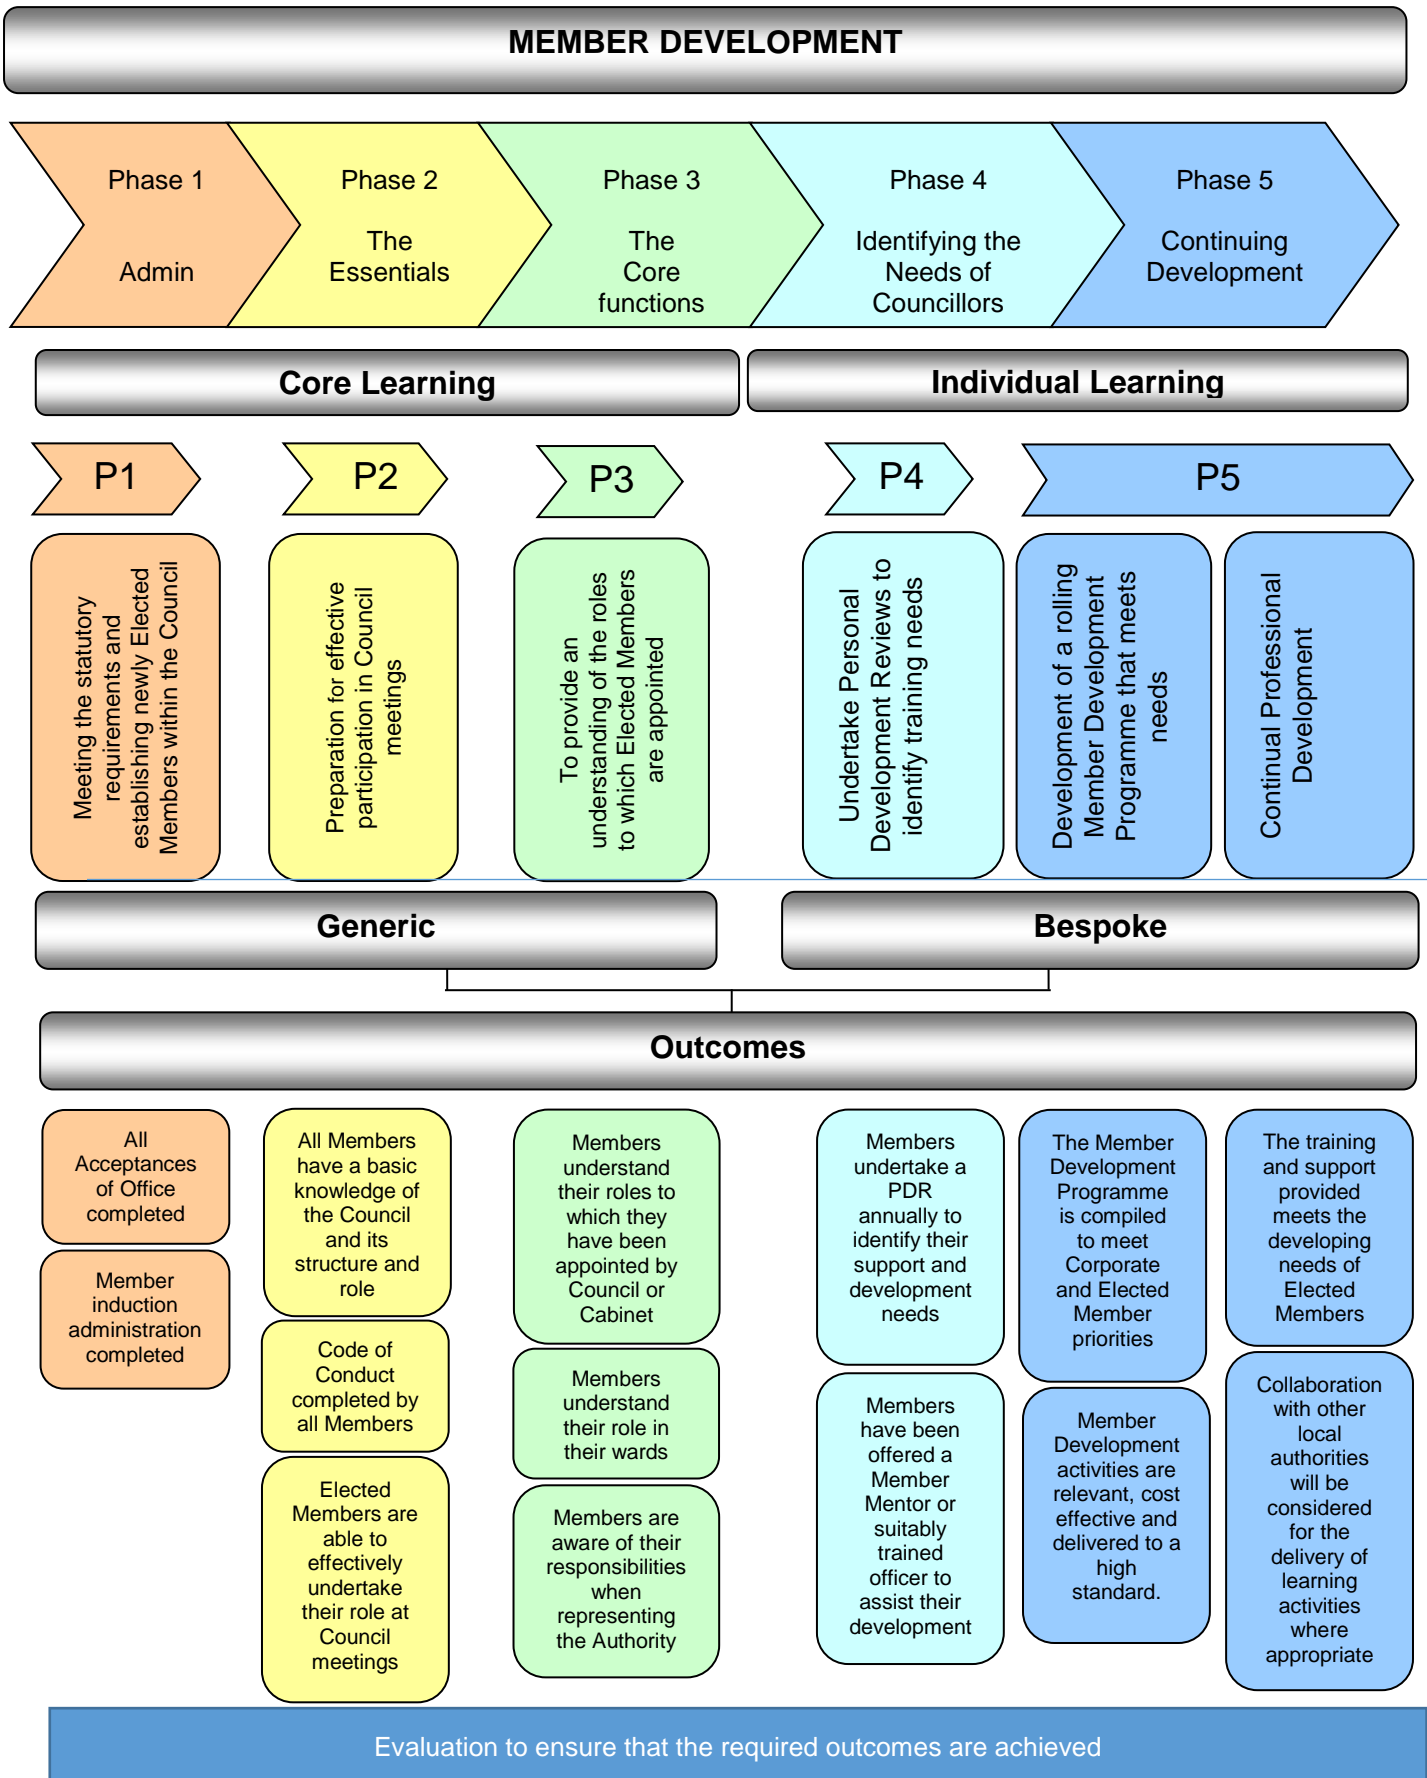 MEMBER DEVELOPMENT
Phase 1
Admin
Phase 2
The
Essentials
Phase 3
The
Core
functions
Phase 4
Identifying the
Needs of
Councillors
Phase 5
Continuing
Development
Core Learning
Individual Learning
P1
P2
P3
P4
P5
Meeting the statutory
requirements and
establishing newly Elected
Members within the Council
Preparation for effective
participation in Council
meetings
To provide an
understanding of the roles
to which Elected Members
are appointed
Undertake Personal
Development Reviews to
identify training needs
Development of a rolling
Member Development
Programme that meets
needs
Continual Professional
Development
Generic
Bespoke
Outcomes
All
Acceptances
of Office
completed
Member
induction
administration
completed
All Members
have a basic
knowledge of
the Council
and its
structure and
role
Code of
Conduct
completed by
all Members
Elected
Members are
able to
effectively
undertake
their role at
Council
meetings
Members
understand
their roles to
which they
have been
appointed by
Council or
Cabinet
Members
understand
their role in
their wards
Members are
aware of their
responsibilities
when
representing
the Authority
Members
undertake a
PDR
annually to
identify their
support and
development
needs
Members
have been
offered a
Member
Mentor or
suitably
trained
officer to
assist their
development
The Member
Development
Programme
is compiled
to meet
Corporate
and Elected
Member
priorities
Member
Development
activities are
relevant, cost
effective and
delivered to a
high
standard.
The training
and support
provided
meets the
developing
needs of
Elected
Members
Collaboration
with other
local
authorities
will be
considered
for the
delivery of
learning
activities
where
appropriate
Evaluation to ensure that the required outcomes are achieved